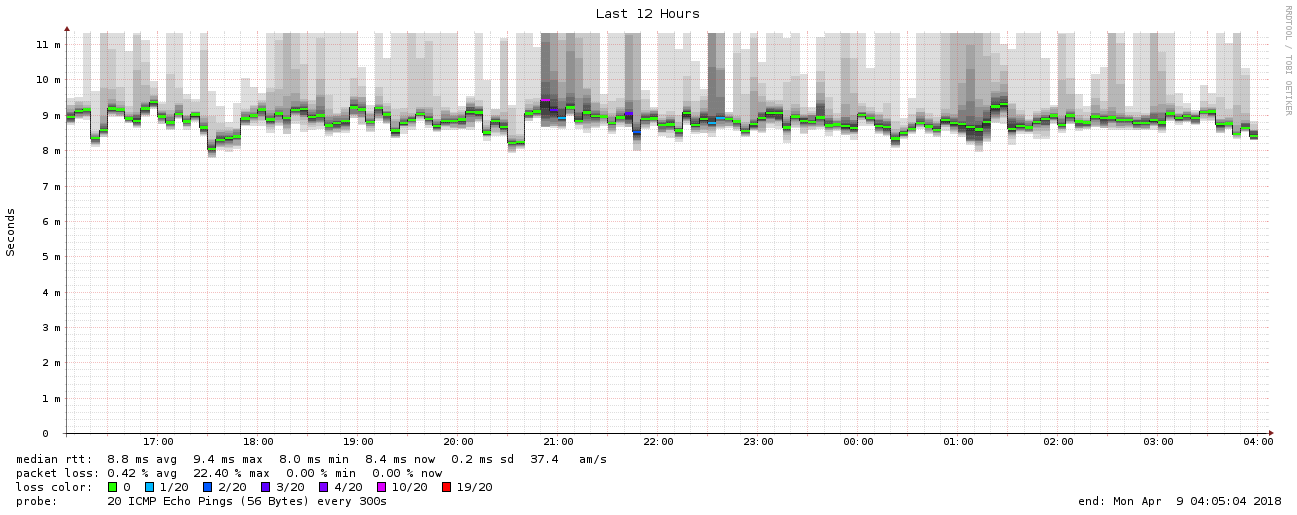 Last 12 Hours
RRDTOOL / TOBI OETIKER
Seconds
11 m
10 m
9 m
8 m
7 m
6 m
5 m
4 m
3 m
2 m
1 m
0
17:00 18:00 19:00 20:00 21:00 22:00 23:00 00:00 01:00 02:00 03:00 04:00
median rtt: 8.8 ms avg 9.4 ms max 8.0 ms min 8.4 ms now 0.2 ms sd 37.4 am/s
packet loss: 0.42 % avg 22.40 % max 0.00 % min 0.00 % now
loss color: 0 1/20 2/20 3/20 4/20 10/20 19/20
probe: 20 ICMP Echo Pings (56 Bytes) every 300s end: Mon Apr 9 04:05:04 2018